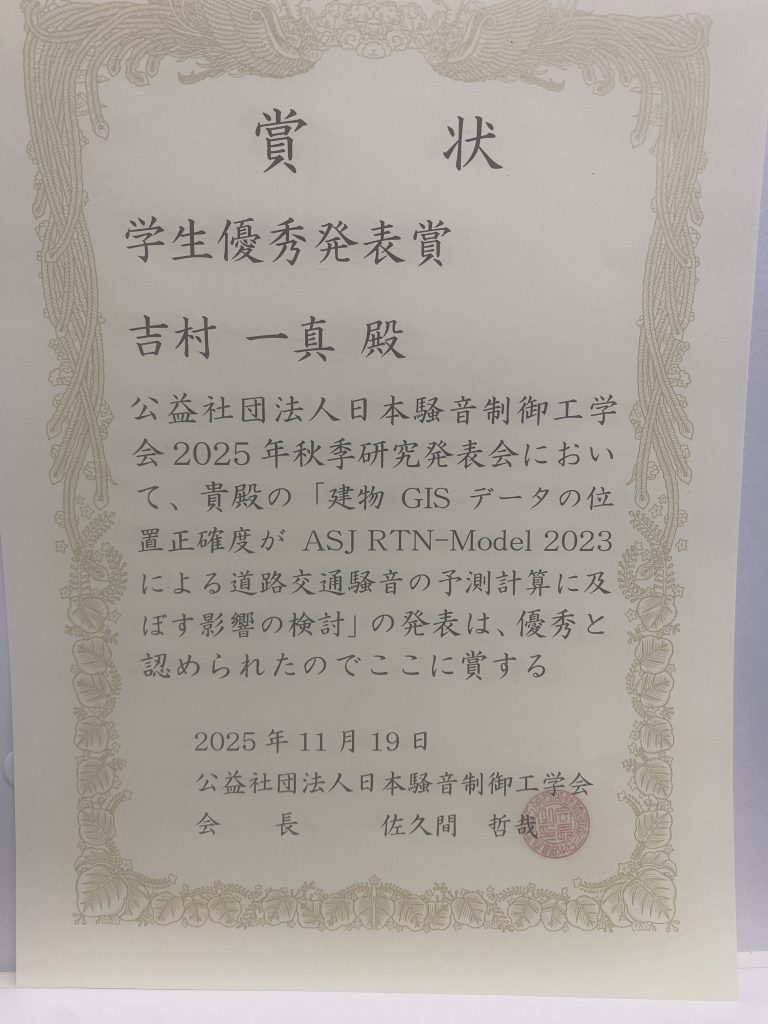 賞 状
学生優秀発表賞
吉村 一真 殿
公益社団法人日本騒音制御工学
会 2025 年秋季研究発表会におい
て、貴殿の「建物 GIS データの位
置正確度が ASJ RTN-Model 2023
による道路交通騒音の予測計算に及
ぼす影響の検討」の発表は、優秀と
認められたのでここに賞する
2025 年 11 月 19 日
公益社団法人日本騒音制御工学会
会 長 佐久間 哲哉